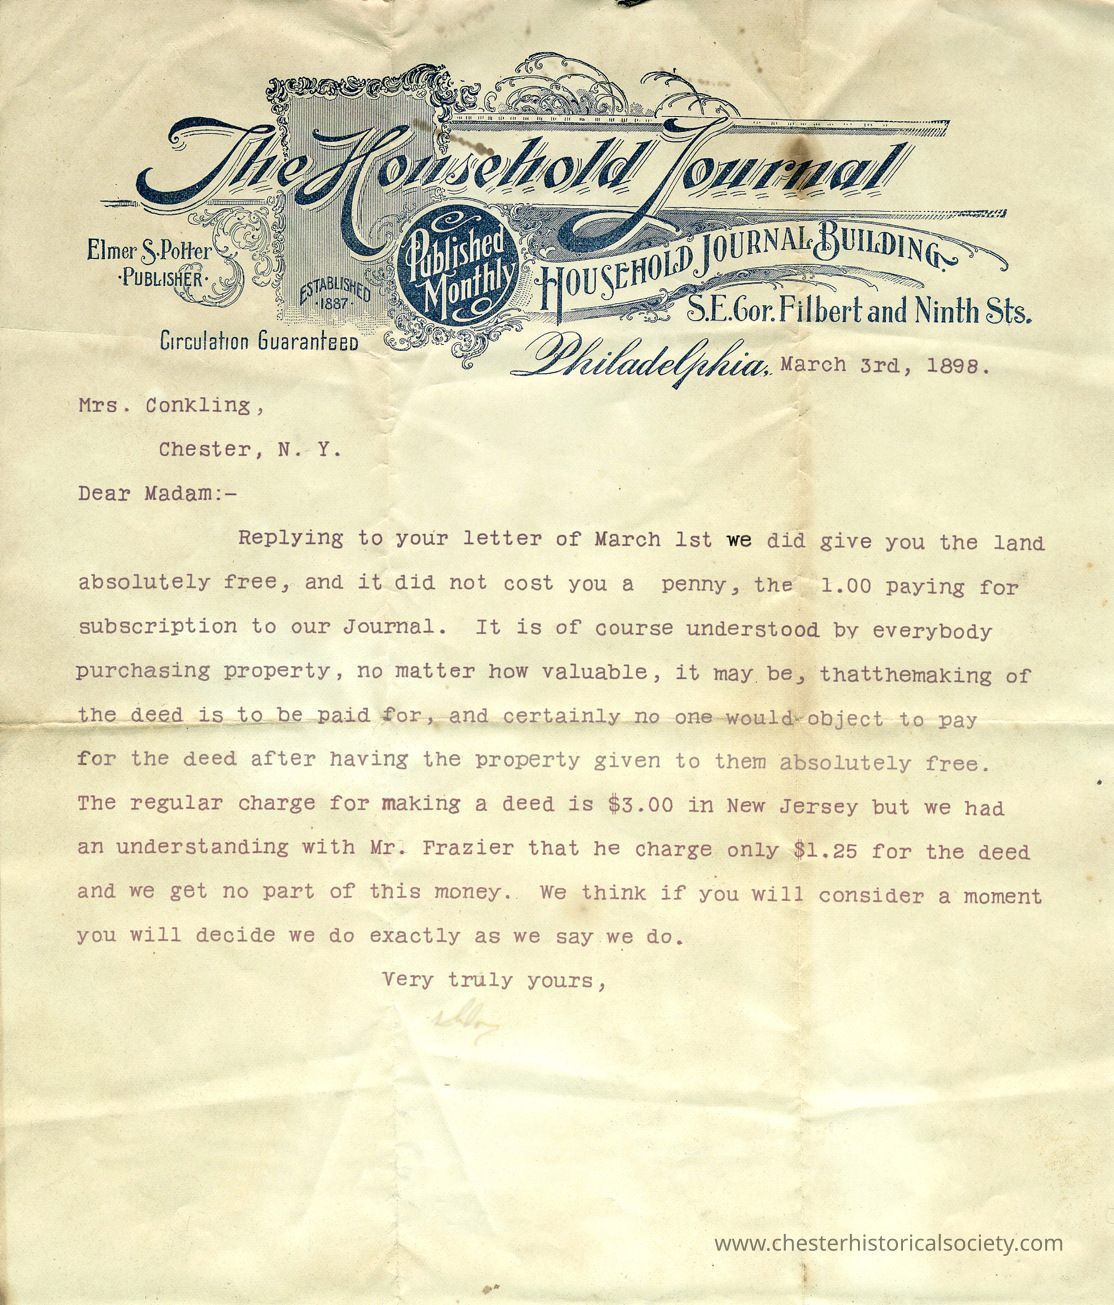 The Household Journal
Elmer S. Potter
·PUBLISHER·
ESTABLISHED
·1887·
Published
Monthly
HOUSEHOLD JOURNAL BUILDING.
S.E. Cor. Filbert and Ninth Sts.
Circulation Guaranteed
Philadelphia, March 3rd, 1898.
Mrs. Conkling,
Chester, N. Y.
Dear Madam:-
Replying to your letter of March 1st we did give you the land
absolutely free, and it did not cost you a penny, the 1.00 paying for
subscription to our Journal. It is of course understood by everybody
purchasing property, no matter how valuable, it may be, thatthemaking of
the deed is to be paid for, and certainly no one would object to pay
for the deed after having the property given to them absolutely free.
The regular charge for making a deed is $3.00 in New Jersey but we had
an understanding with Mr. Frazier that he charge only $1.25 for the deed
and we get no part of this money. We think if you will consider a moment
you will decide we do exactly as we say we do.
Very truly yours,
www.chesterhistoricalsociety.com